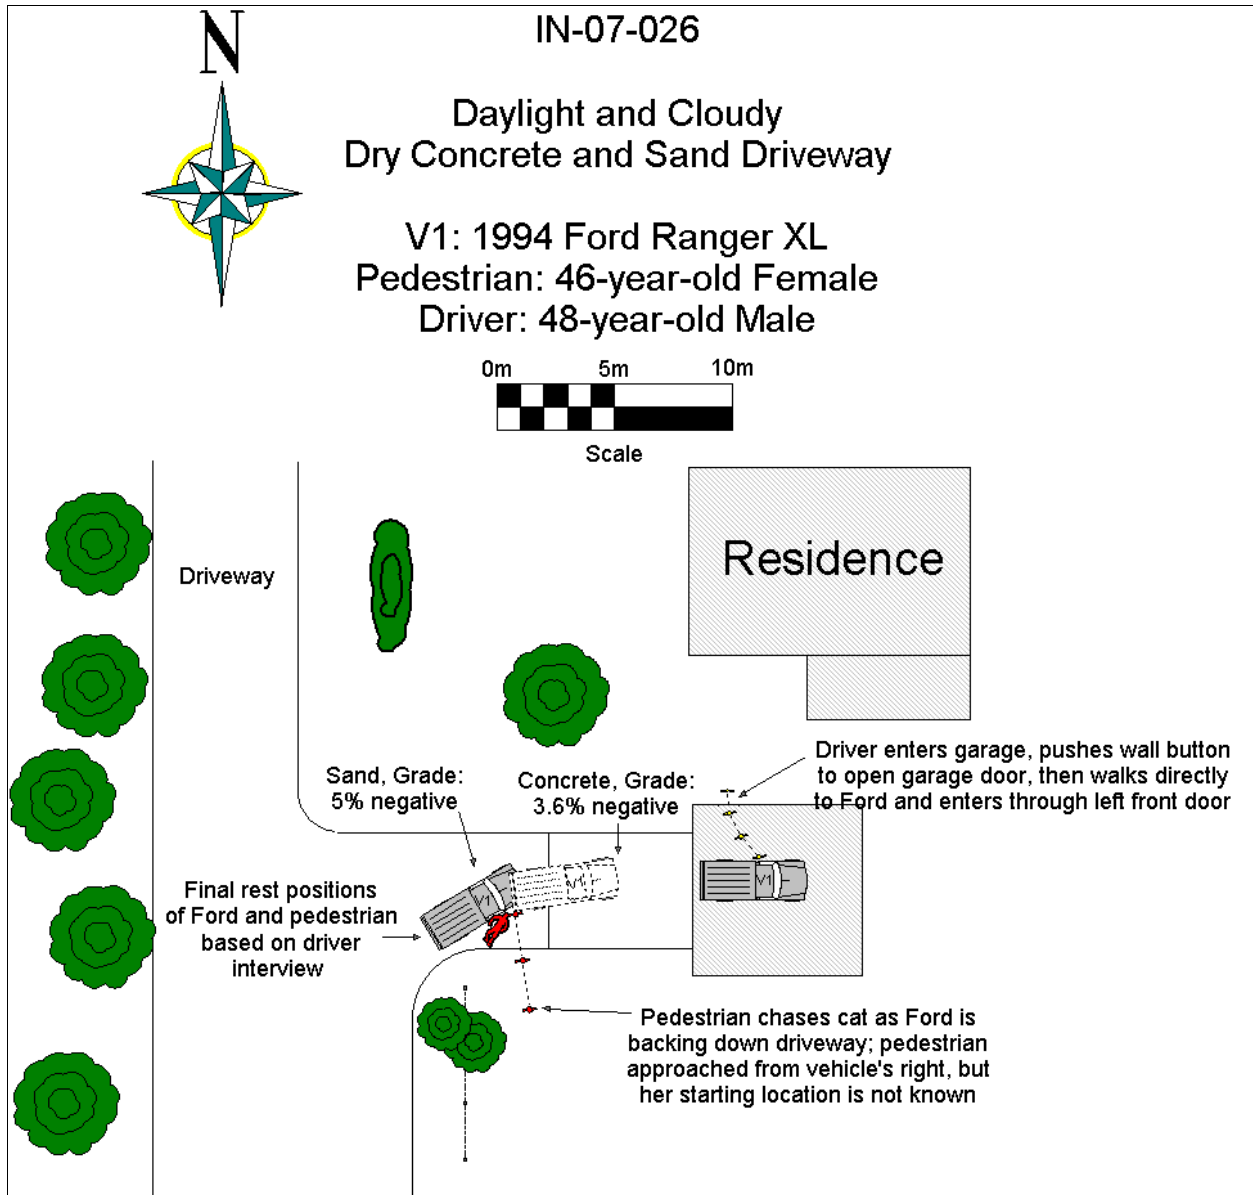 N
IN-07-026
Daylight and Cloudy
Dry Concrete and Sand Driveway
V1: 1994 Ford Ranger XL
Pedestrian: 46-year-old Female
Driver: 48-year-old Male
0m 5m 10m
Scale
Residence
Driveway
Driver enters garage, pushes wall button
to open garage door, then walks directly
to Ford and enters through left front door
Sand, Grade:
5% negative
Concrete, Grade:
3.6% negative
V1
V1
V1
Final rest positions
of Ford and pedestrian
based on driver
interview
Pedestrian chases cat as Ford is
backing down driveway; pedestrian
approached from vehicle's right, but
her starting location is not known